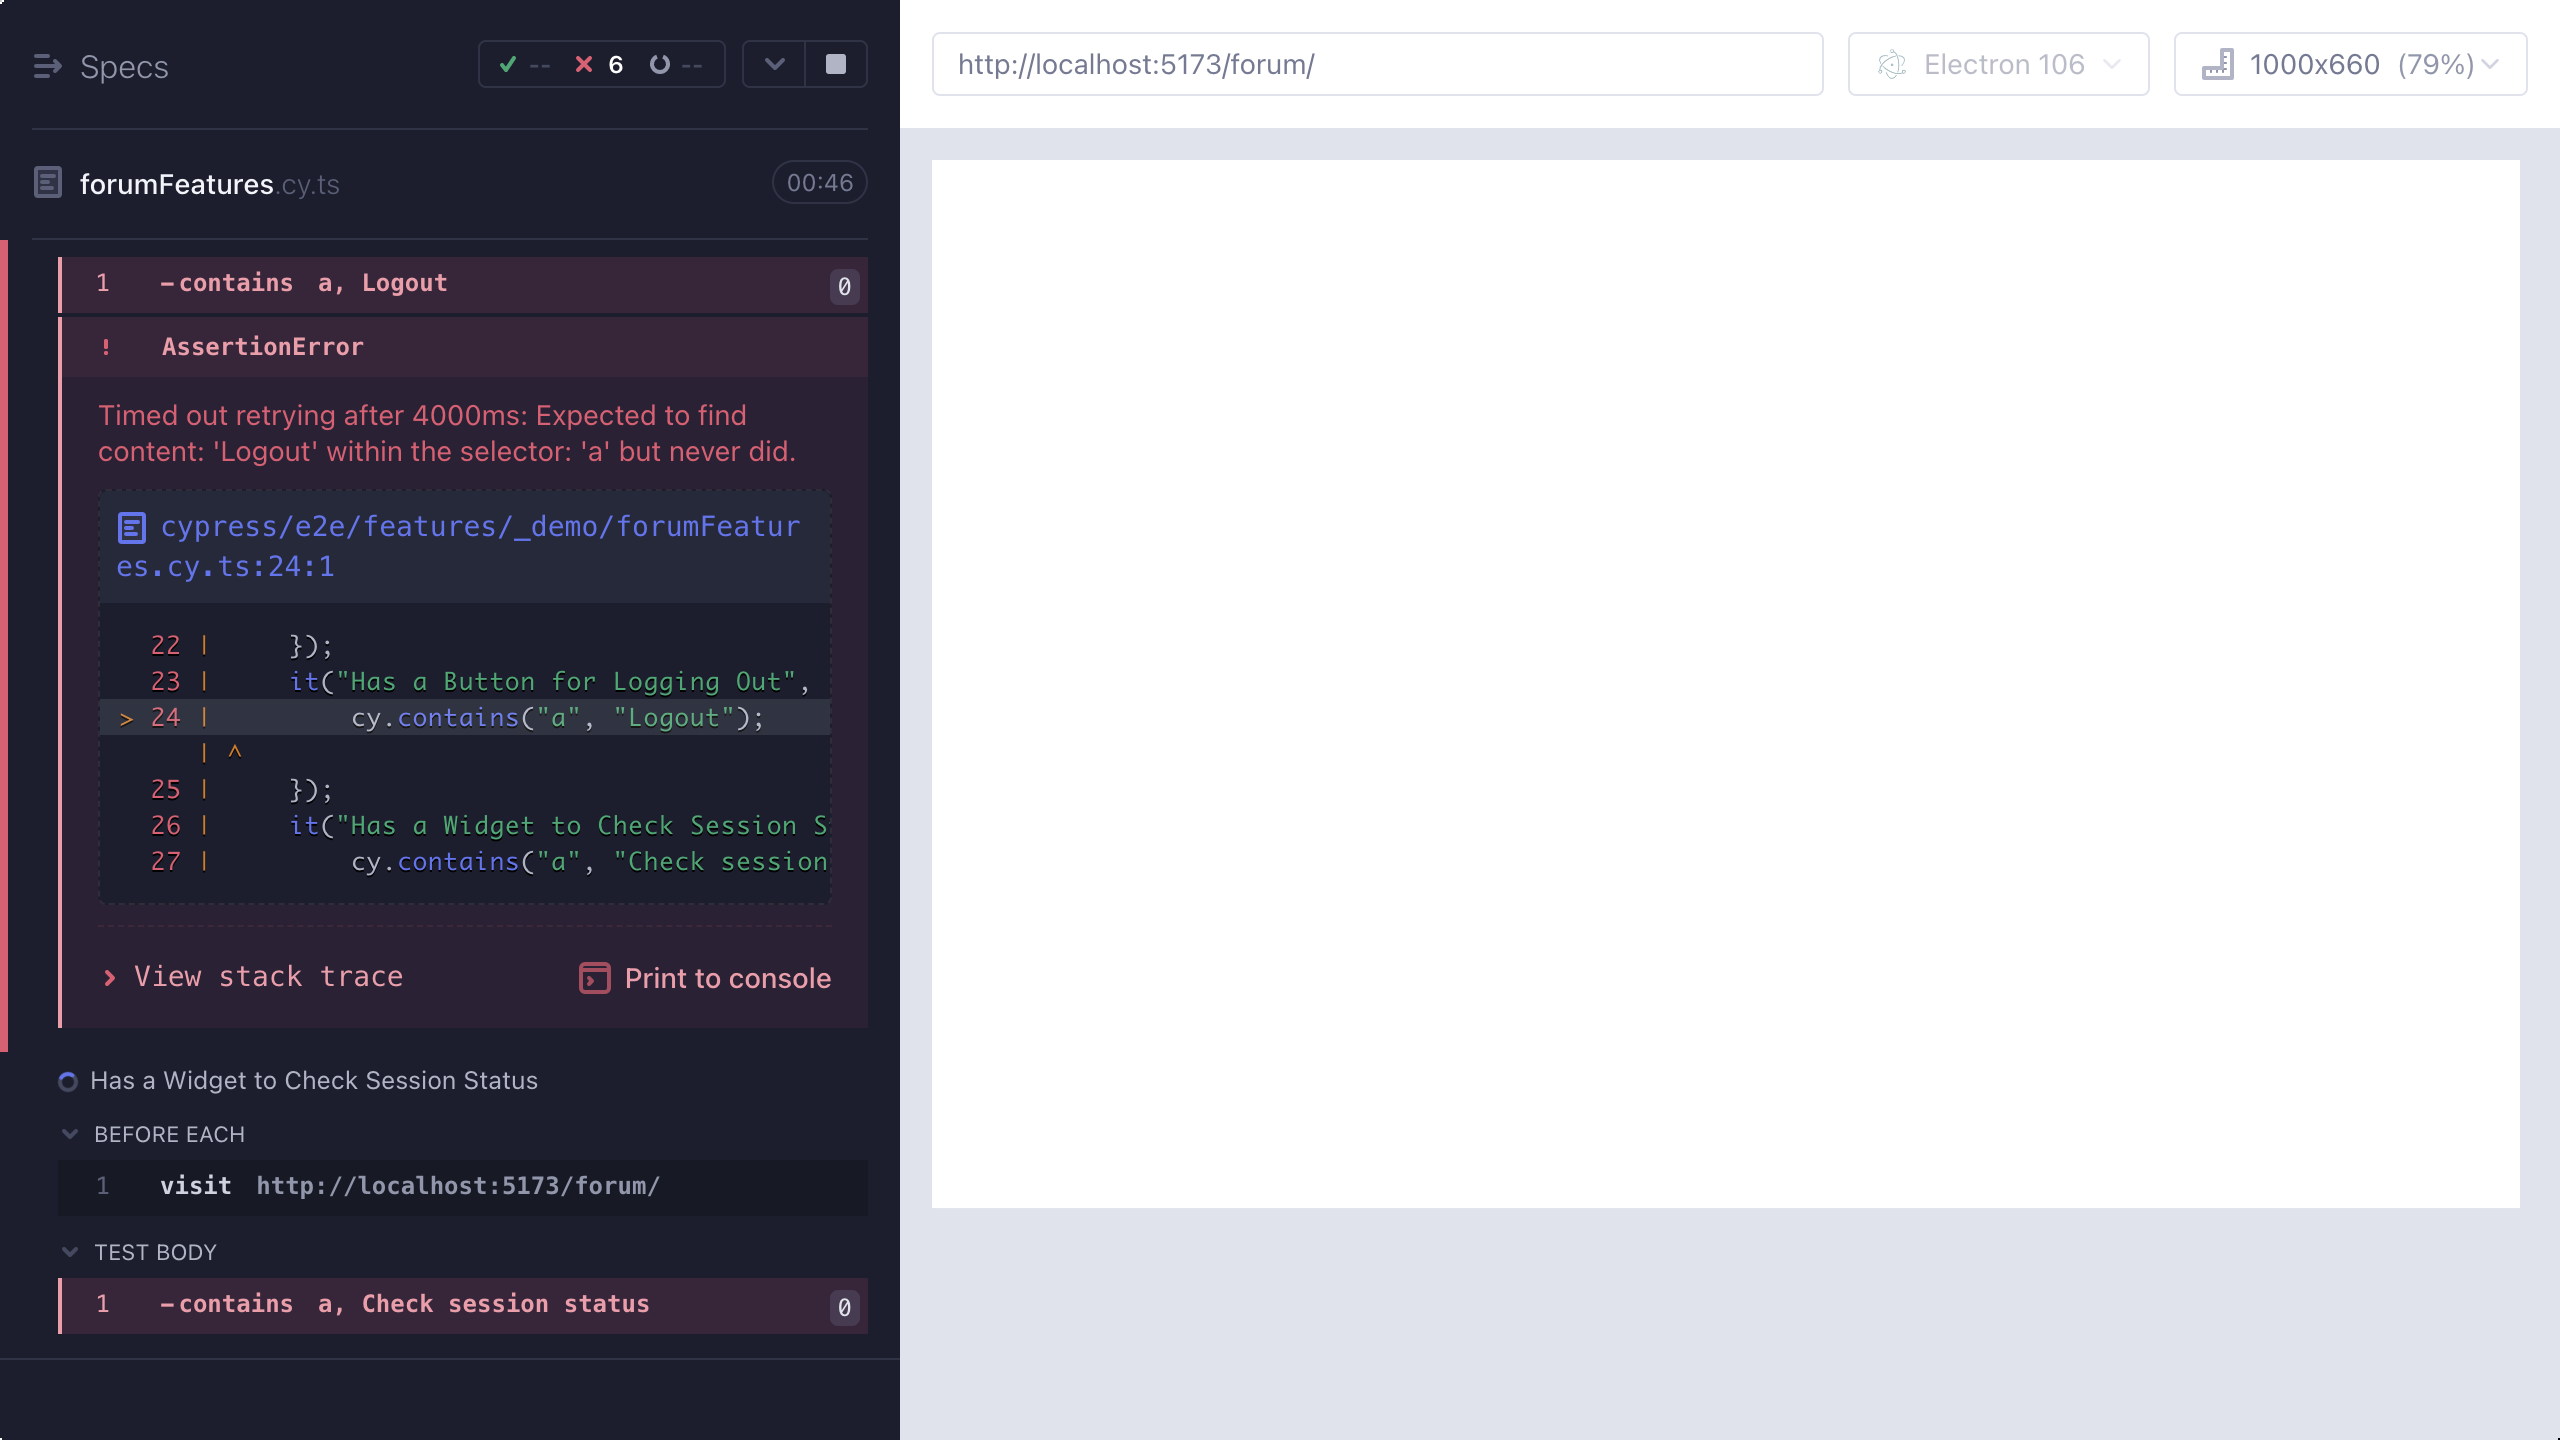 Specs
-- 6 --
http://localhost:5173/forum/
Electron 106
1000x660 (79%)
forumFeatures.cy.ts
00:46
1 -contains a, Logout 0
! AssertionError
Timed out retrying after 4000ms: Expected to find
content: 'Logout' within the selector: 'a' but never did.
cypress/e2e/features/_demo/forumFeatur
es.cy.ts:24:1
22 | });
23 | it("Has a Button for Logging Out",
> 24 | cy.contains("a", "Logout");
| ^
25 | });
26 | it("Has a Widget to Check Session S
27 | cy.contains("a", "Check session
View stack trace
Print to console
Has a Widget to Check Session Status
BEFORE EACH
1 visit http://localhost:5173/forum/
TEST BODY
1 -contains a, Check session status 0